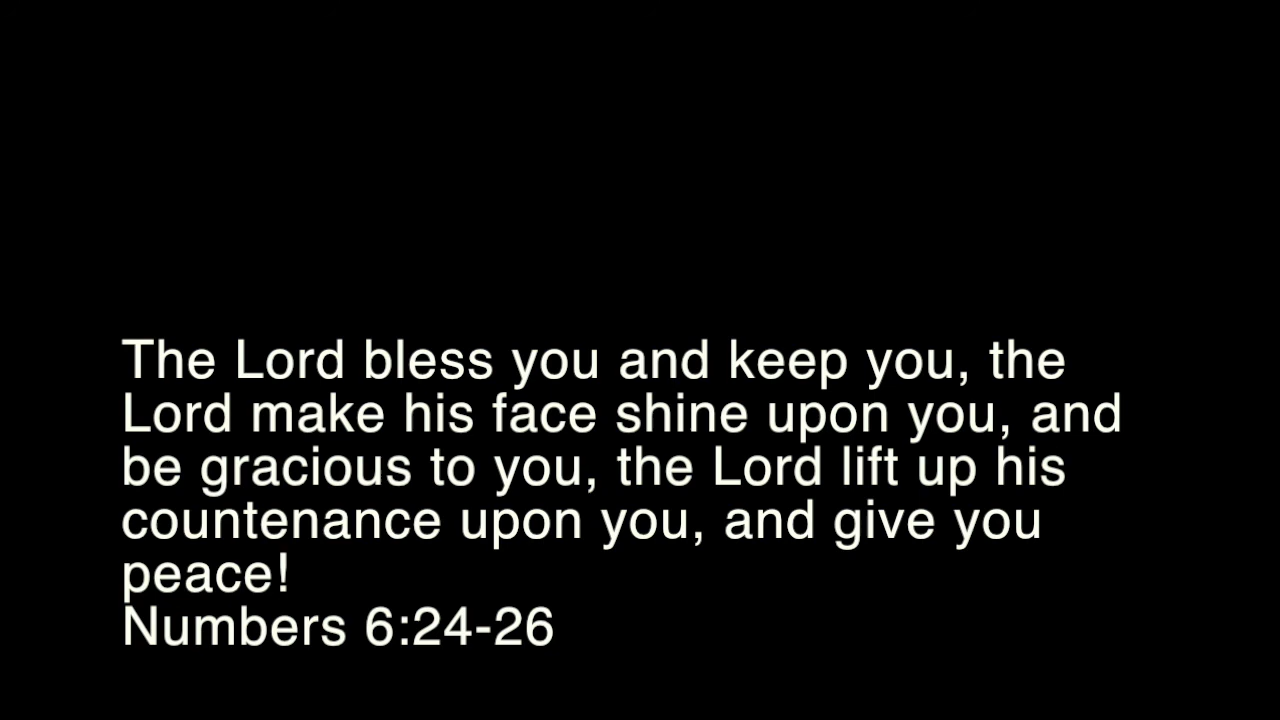 The Lord bless you and keep you, the
Lord make his face shine upon you, and
be gracious to you, the Lord lift up his
countenance upon you, and give you
peace!
Numbers 6:24-26